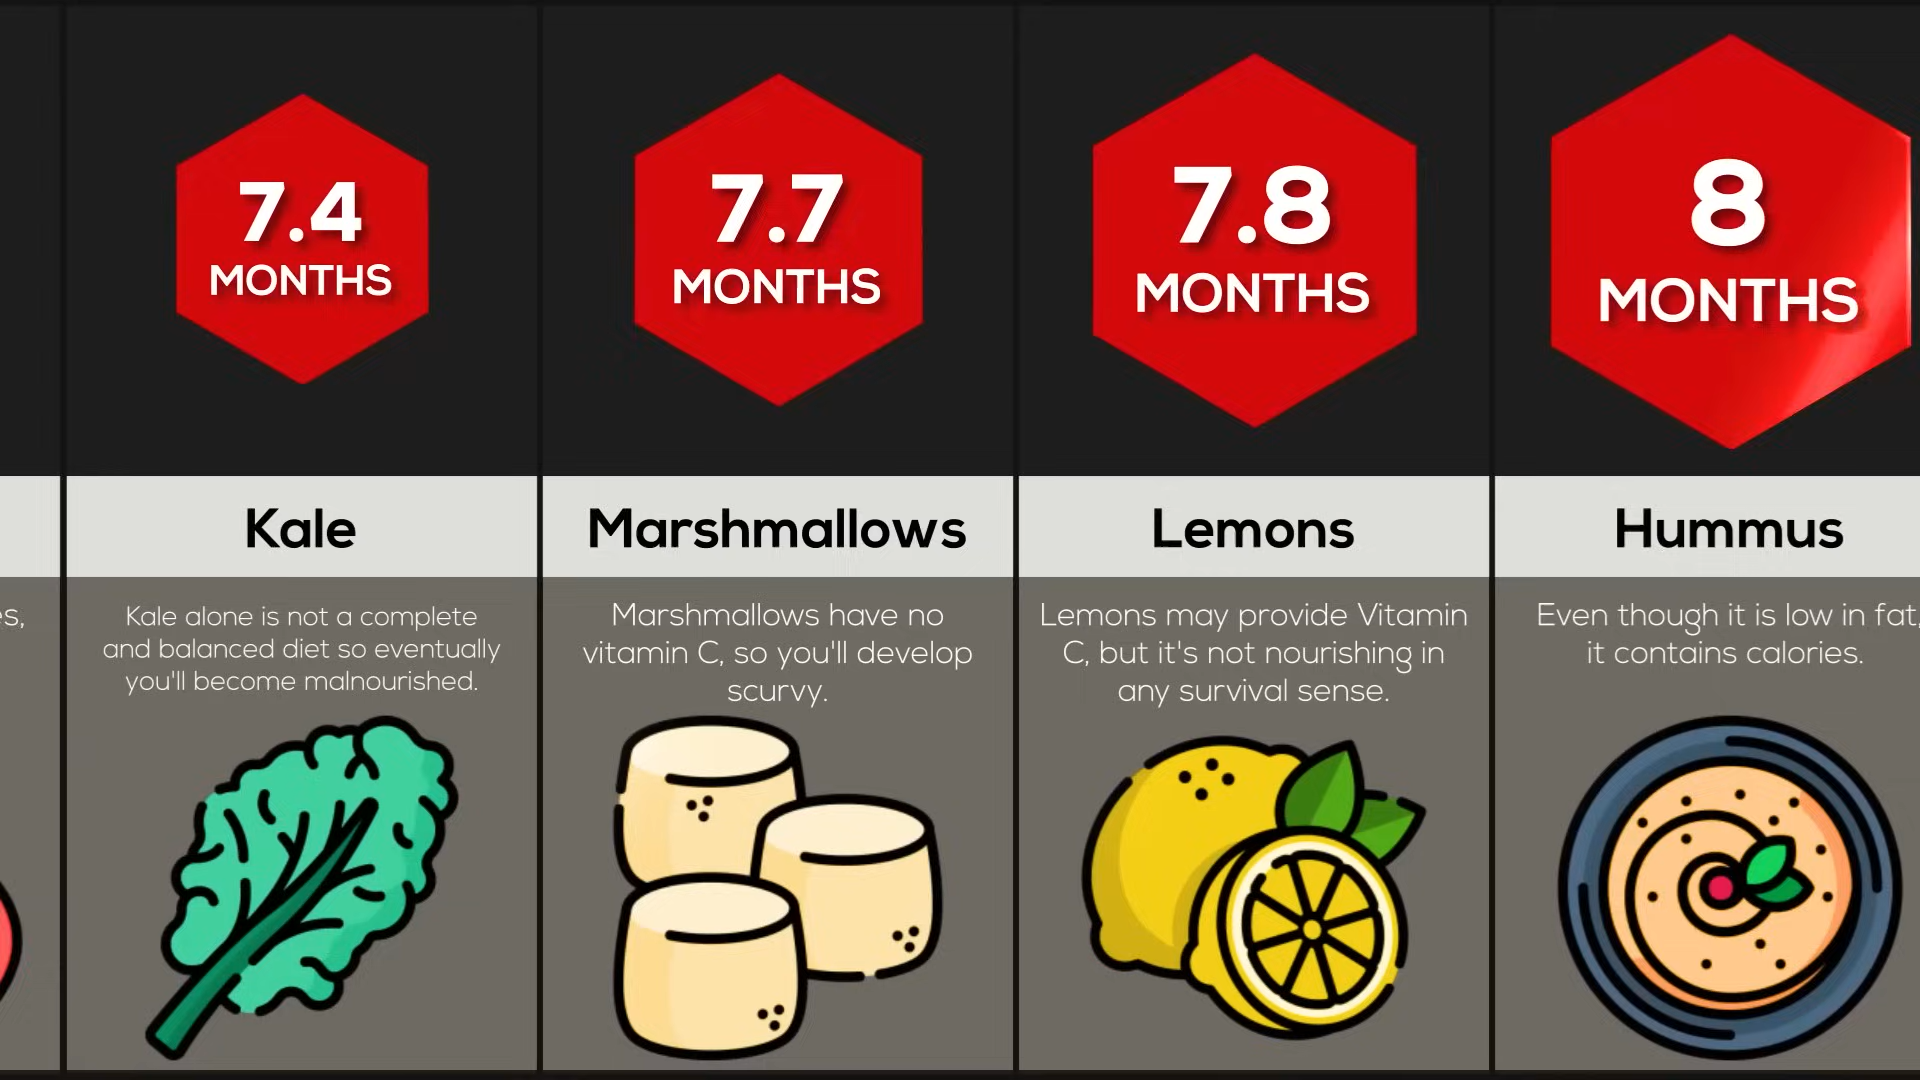 7.4
MONTHS
Kale
Kale alone is not a complete
and balanced diet so eventually
you'll become malnourished.
7.7
MONTHS
Marshmallows
Marshmallows have no
vitamin C, so you'll develop
scurvy.
7.8
MONTHS
Lemons
Lemons may provide Vitamin
C, but it's not nourishing in
any survival sense.
8
MONTHS
Hummus
Even though it is low in fat,
it contains calories.